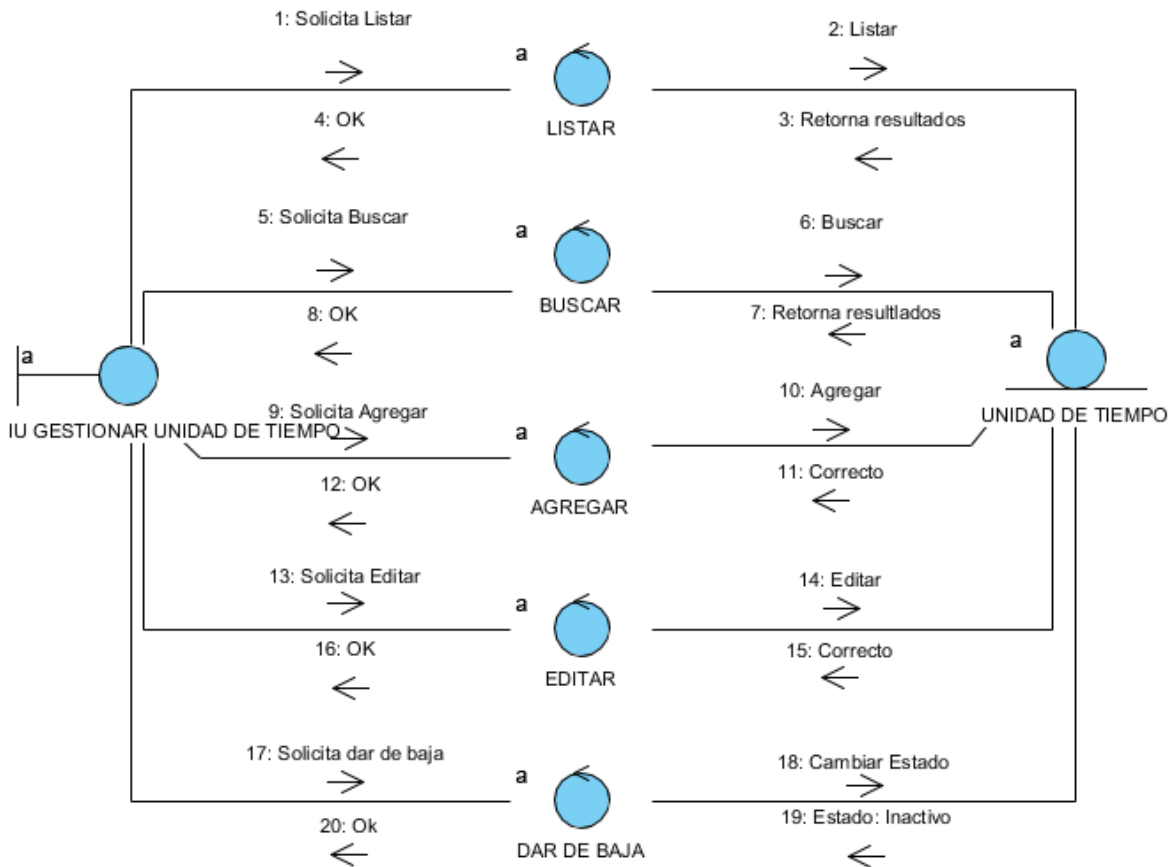 1: Solicita Listar
2: Listar
a
LISTAR
4: OK
3: Retorna resultados
5: Solicita Buscar
6: Buscar
a
BUSCAR
8: OK
7: Retorna resultlados
a
IU GESTIONAR UNIDAD DE TIEMPO
a
UNIDAD DE TIEMPO
9: Solicita Agregar
10: Agregar
a
AGREGAR
12: OK
11: Correcto
13: Solicita Editar
14: Editar
a
EDITAR
16: OK
15: Correcto
17: Solicita dar de baja
18: Cambiar Estado
a
DAR DE BAJA
20: Ok
19: Estado: Inactivo